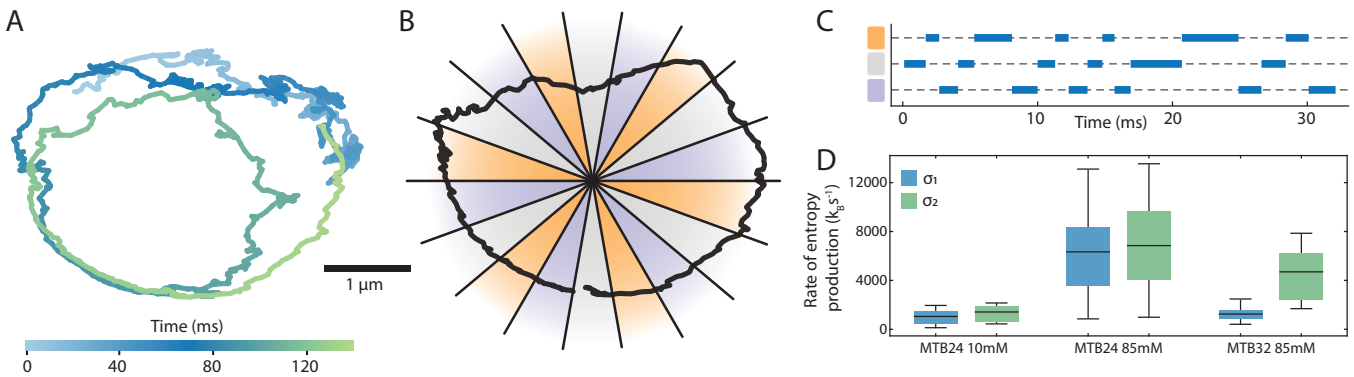 A
1 μm
Time (ms)
0 40 80 120
B
C
0 10 20 30
Time (ms)
D
Rate of entropy
production (kBs⁻¹)
12000
8000
4000
0
σ1
σ2
MTB24 10mM MTB24 85mM MTB32 85mM